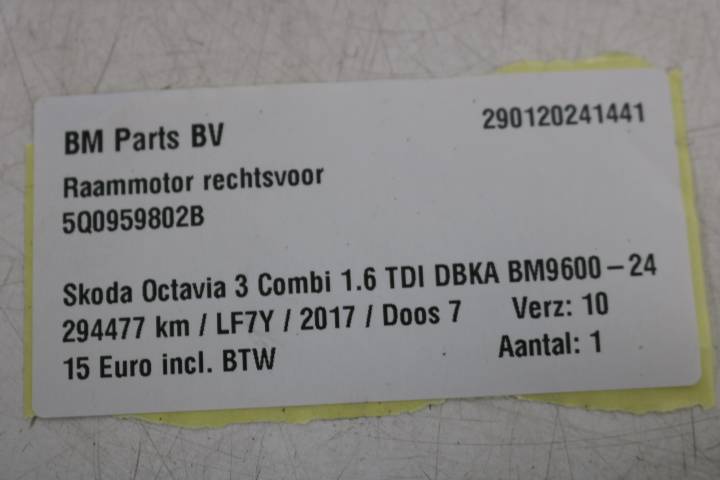 BM Parts BV 290120241441
Raammotor rechtsvoor
5Q0959802B
Skoda Octavia 3 Combi 1.6 TDI DBKA BM9600-24
294477 km / LF7Y / 2017 / Doos 7 Verz: 10
15 Euro incl. BTW Aantal: 1